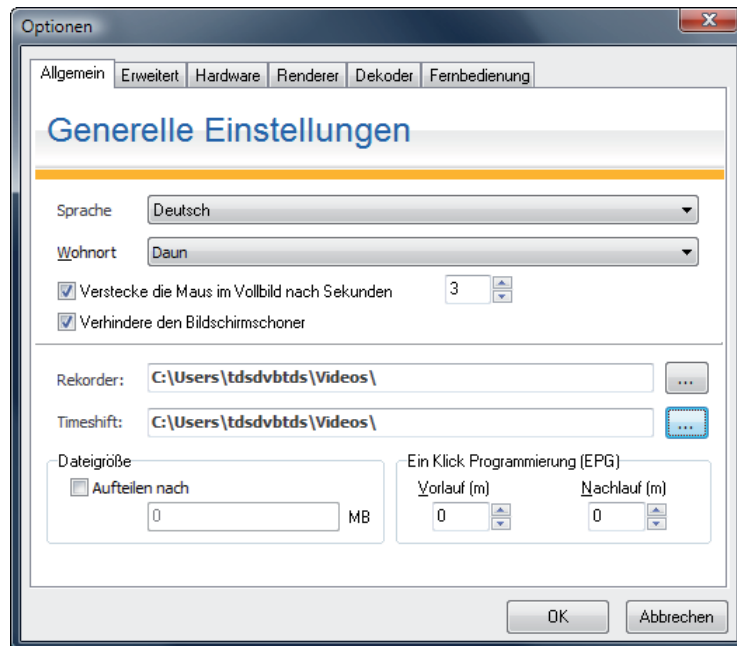 Optionen
Allgemein Erweitert Hardware Renderer Dekoder Fernbedienung
Generelle Einstellungen
Sprache Deutsch
Wohnort Daun
Verstecke die Maus im Vollbild nach Sekunden 3
Verhindere den Bildschirmschoner
Rekorder: C:\Users\tdsdvbtds\Videos\ ...
Timeshift: C:\Users\tdsdvbtds\Videos\ ...
Dateigröße Ein Klick Programmierung (EPG)
Aufteilen nach Vorlauf (m) Nachlauf (m)
0 MB 0 0
OK Abbrechen